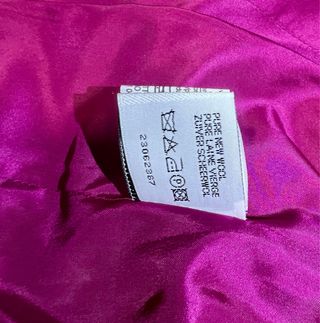 PURE NEW WOOL
PURE LAINE VIERGE
ZUIVER SCHEERWOL
23062367